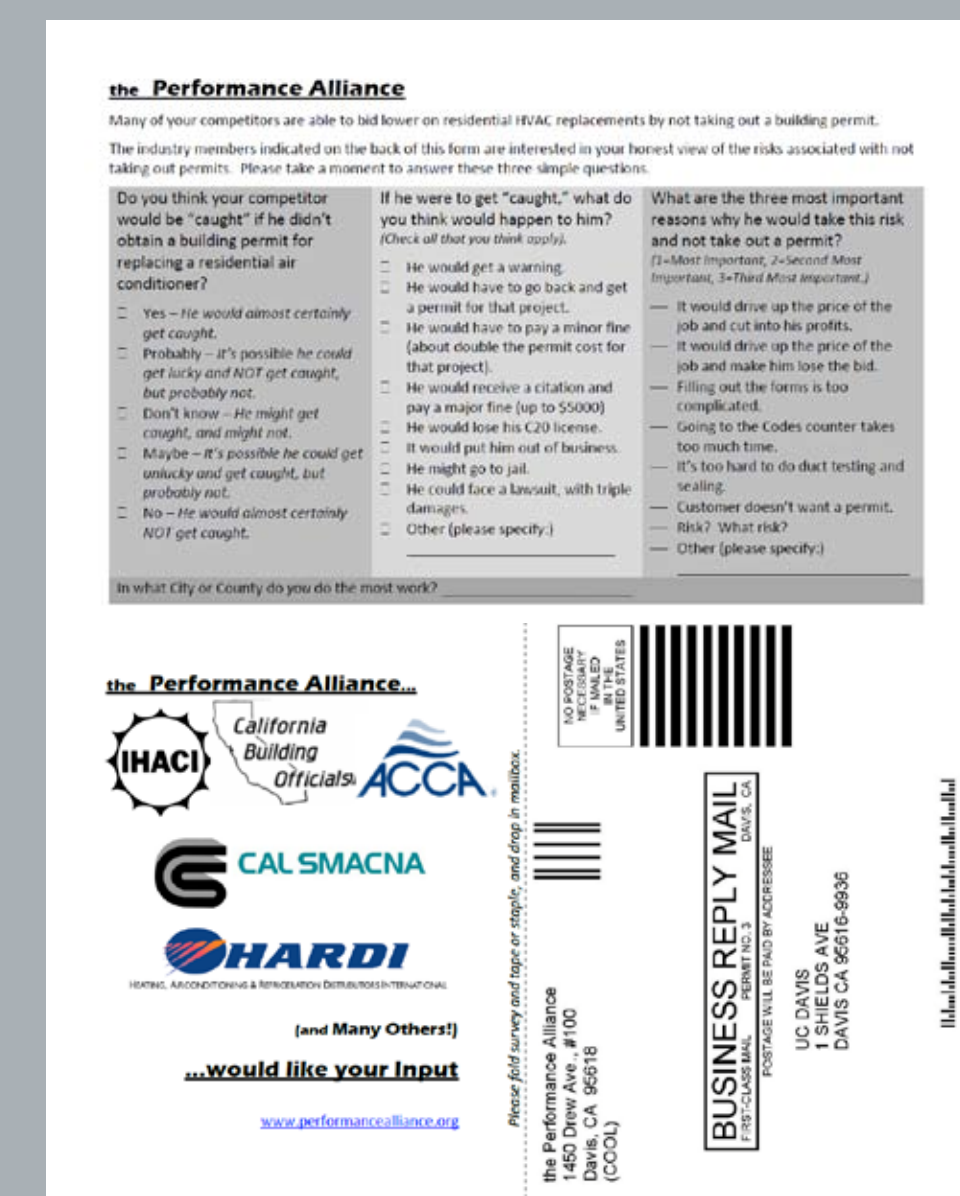 the Performance Alliance
Many of your competitors are able to bid lower on residential HVAC replacements by not taking out a building permit.
The industry members indicated on the back of this form are interested in your honest view of the risks associated with not
taking out permits. Please take a moment to answer these three simple questions.
Do you think your competitor
would be "caught" if he didn't
obtain a building permit for
replacing a residential air
conditioner?
Yes – He would almost certainly
get caught.
Probably – It's possible he could
get lucky and NOT get caught,
but probably not.
Don't know – He might get
caught, and might not.
Maybe – It's possible he could get
unlucky and get caught, but
probably not.
No – He would almost certainly
NOT get caught.
If he were to get "caught," what do
you think would happen to him?
(Check all that you think apply).
He would get a warning.
He would have to go back and get
a permit for that project.
He would have to pay a minor fine
(about double the permit cost for
that project).
He would receive a citation and
pay a major fine (up to $5000)
He would lose his C20 license.
It would put him out of business.
He might go to jail.
He could face a lawsuit, with triple
damages.
Other (please specify:)
What are the three most important
reasons why he would take this risk
and not take out a permit?
(1=Most Important, 2=Second Most
Important, 3=Third Most Important.)
It would drive up the price of the
job and cut into his profits.
It would drive up the price of the
job and make him lose the bid.
Filling out the forms is too
complicated.
Going to the Codes counter takes
too much time.
It's too hard to do duct testing and
sealing.
Customer doesn't want a permit.
Risk? What risk?
Other (please specify:)
In what City or County do you do the most work?
the Performance Alliance...
IHACI
California
Building
Officials
ACCA
CAL SMACNA
HARDI
HEATING, AIRCONDITIONING & REFRIGERATION DISTRIBUTORS INTERNATIONAL
(and Many Others!)
...would like your Input
www.performancealliance.org
Please fold survey and tape or staple, and drop in mailbox.
the Performance Alliance
1450 Drew Ave., #100
Davis, CA 95618
(COOL)
NO POSTAGE
NECESSARY
IF MAILED
IN THE
UNITED STATES
BUSINESS REPLY MAIL
FIRST-CLASS MAIL PERMIT NO. 3 DAVIS, CA
POSTAGE WILL BE PAID BY ADDRESSEE
UC DAVIS
1 SHIELDS AVE
DAVIS CA 95616-9936